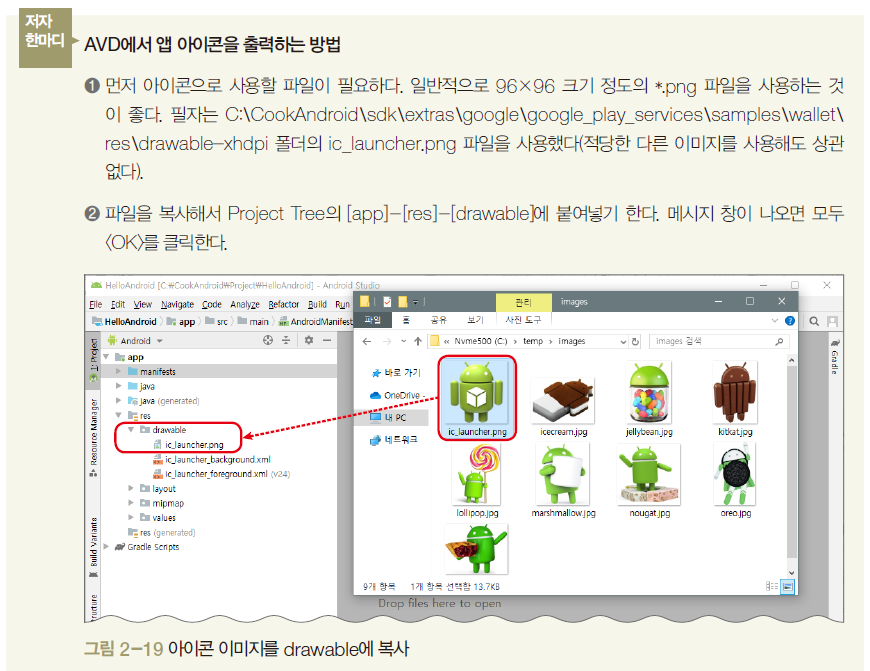 저자
한마디
AVD에서 앱 아이콘을 출력하는 방법
❶ 먼저 아이콘으로 사용할 파일이 필요하다. 일반적으로 96×96 크기 정도의 *.png 파일을 사용하는 것
이 좋다. 필자는 C:\CookAndroid\sdk\extras\google\google_play_services\samples\wallet\
res\drawable-xhdpi 폴더의 ic_launcher.png 파일을 사용했다(적당한 다른 이미지를 사용해도 상관
없다).
❷ 파일을 복사해서 Project Tree의 [app]-[res]-[drawable]에 붙여넣기 한다. 메시지 창이 나오면 모두
〈OK〉를 클릭한다.
HelloAndroid [C:₩CookAndroid₩Project₩HelloAndroid] - Android Studio
File Edit View Navigate Code Analyze Refactor Build Run
HelloAndroid app src main AndroidManifest
관리 images
파일 홈 공유 보기 사진 도구
« Nvme500 (C:) › temp › images
images 검색
1: Project
Resource Manager
Build Variants
ructure
Gradle
Android
app
manifests
java
java (generated)
res
drawable
ic_launcher.png
ic_launcher_background.xml
ic_launcher_foreground.xml (v24)
layout
mipmap
values
res (generated)
Gradle Scripts
바로 가기
OneDrive
내 PC
네트워크
ic_launcher.png
icecream.jpg
jellybean.jpg
kitkat.jpg
lollipop.jpg
marshmallow.jpg
nougat.jpg
oreo.jpg
9개 항목 1개 항목 선택함 13.7KB
Drop files here to open
그림 2-19 아이콘 이미지를 drawable에 복사